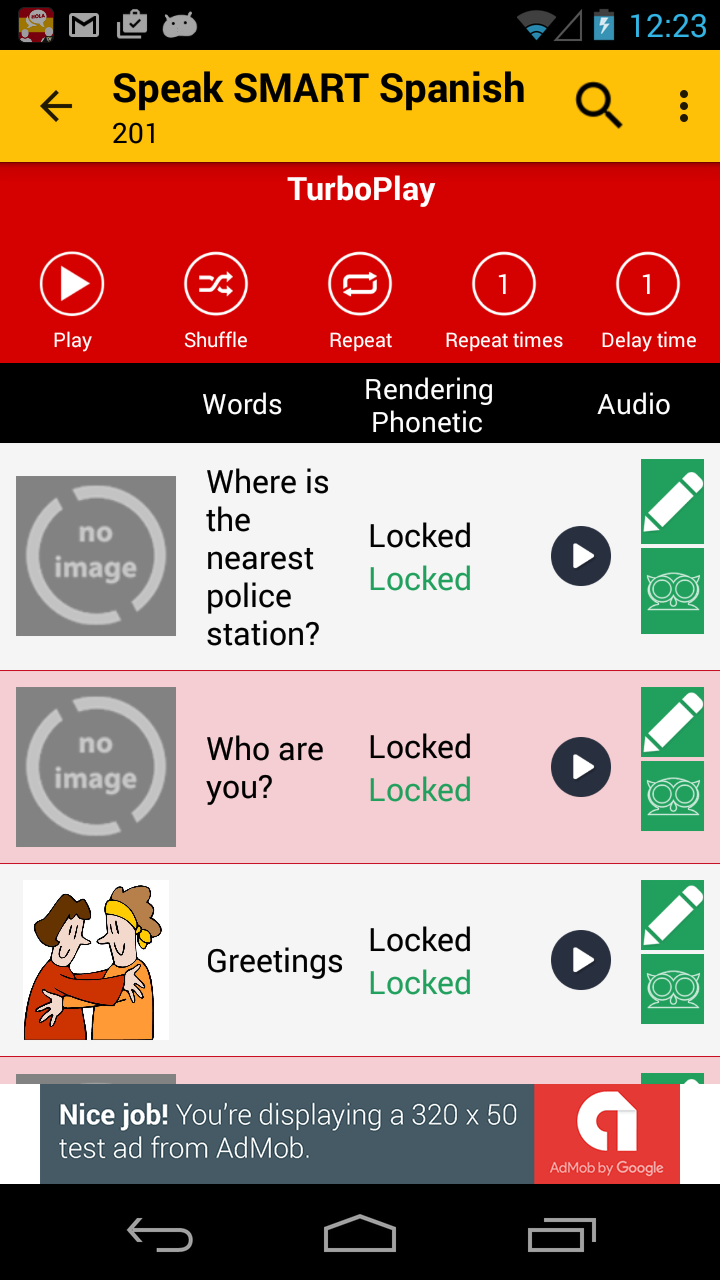 HOLA
12:23
Speak SMART Spanish
201
TurboPlay
1
1
Play
Shuffle
Repeat
Repeat times
Delay time
Words
Rendering
Phonetic
Audio
no
image
Where is
the
nearest
police
station?
Locked
Locked
no
image
Who are
you?
Locked
Locked
Greetings
Locked
Locked
Nice job! You're displaying a 320 x 50
test ad from AdMob.
AdMob by Google